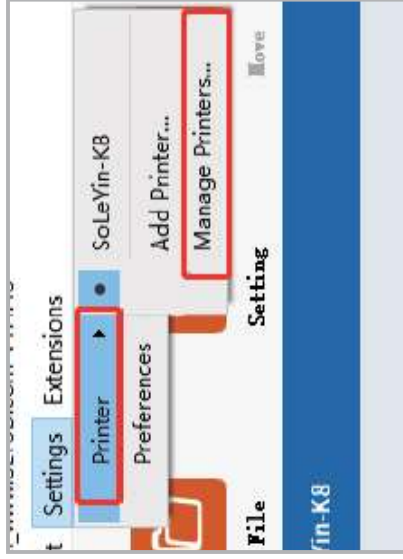 Settings Extensions
Printer SoLeYin-K8
Preferences Add Printer...
Manage Printers...
File Setting Move
in-K8